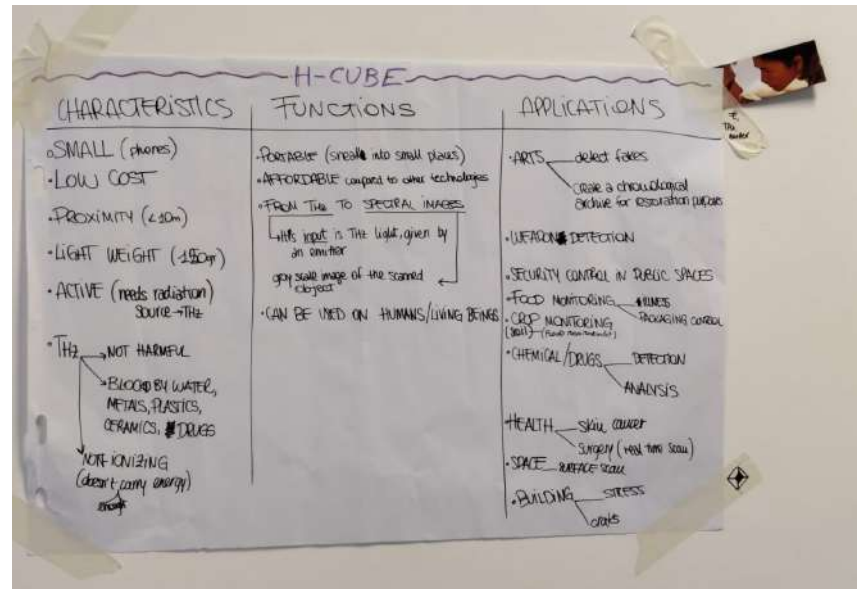 H-CUBE
CHARACTERISTICS
SMALL (phones)
LOW COST
PROXIMITY (<10m)
LIGHT WEIGHT
ACTIVE (needs radiation)
source → THz
THz → NOT HARMFUL
BLOCKED BY WATER,
METALS, PLASTICS,
CERAMICS, DRUGS
NON-IONIZING
(doesn't carry energy)
enough
FUNCTIONS
PORTABLE (sneak into small places)
AFFORDABLE compared to other technologies
FROM THz TO SPECTRAL IMAGES
input is THz light, given by
an emitter
gray scale image of the scanned
object
CAN BE USED ON HUMANS/LIVING BEINGS
APPLICATIONS
ARTS detect fakes
create a chronological
archive for restoration purposes
WEAPON DETECTION
SECURITY CONTROL IN PUBLIC SPACES
FOOD MONITORING
PACKAGING CONTROL
CROP MONITORING
(soil)
CHEMICAL/DRUGS DETECTION
ANALYSIS
HEALTH skin cancer
surgery (real time scan)
SPACE SURFACE scan
BUILDING STRESS